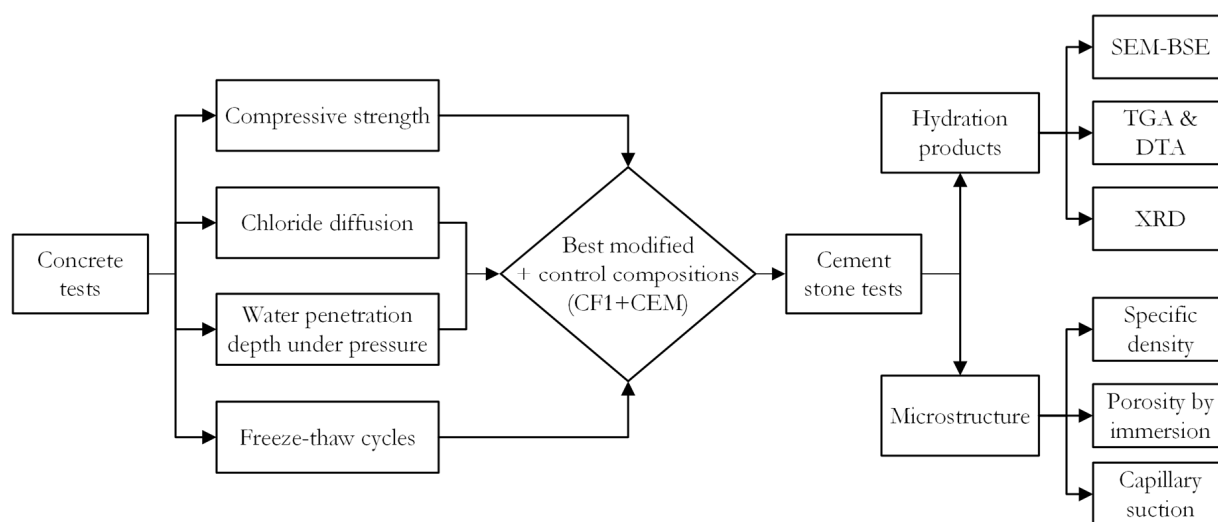 Concrete
tests
Compressive strength
Chloride diffusion
Water penetration
depth under pressure
Freeze-thaw cycles
Best modified
+ control compositions
(CF1+CEM)
Cement
stone tests
Hydration
products
SEM-BSE
TGA &
DTA
XRD
Microstructure
Specific
density
Porosity by
immersion
Capillary
suction